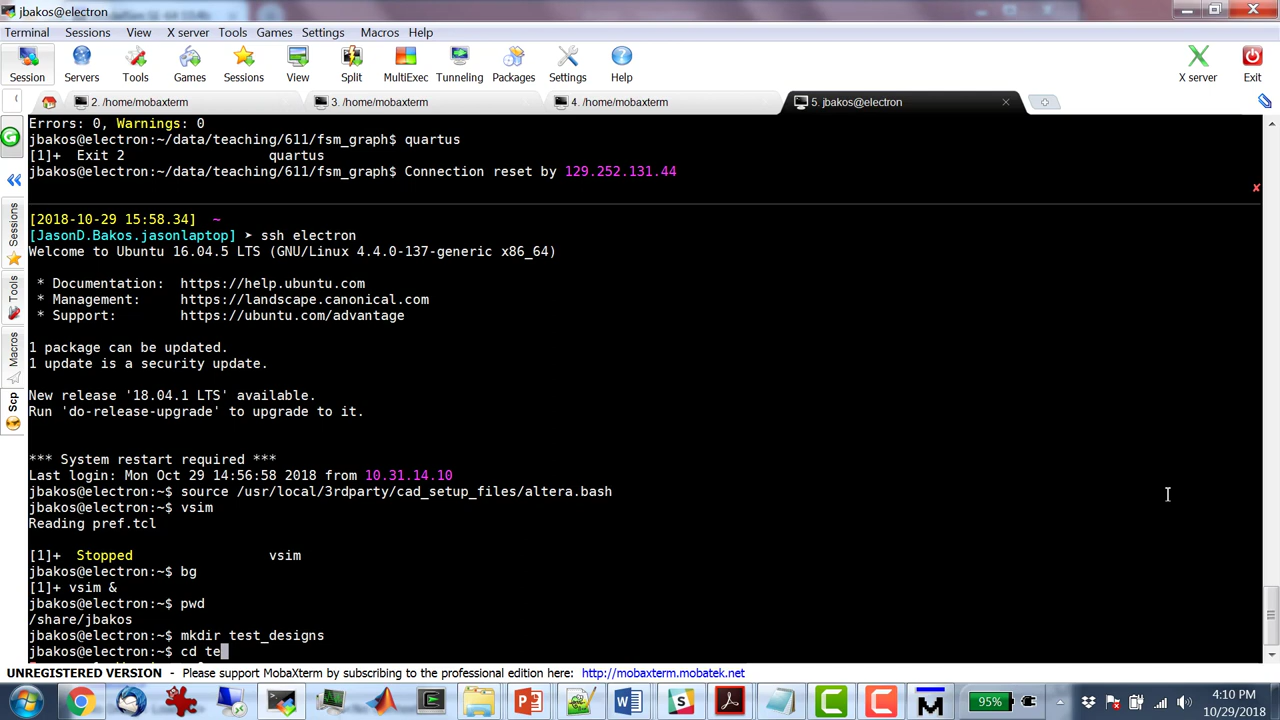 jbakos@electron
Terminal Sessions View X server Tools Games Settings Macros Help
Session Servers Tools Games Sessions View Split MultiExec Tunneling Packages Settings Help X server Exit
2. /home/mobaxterm 3. /home/mobaxterm 4. /home/mobaxterm 5. jbakos@electron
Errors: 0, Warnings: 0
jbakos@electron:~/data/teaching/611/fsm_graph$ quartus
[1]+ Exit 2 quartus
jbakos@electron:~/data/teaching/611/fsm_graph$ Connection reset by 129.252.131.44
[2018-10-29 15:58.34] ~
[JasonD.Bakos.jasonlaptop] ➤ ssh electron
Welcome to Ubuntu 16.04.5 LTS (GNU/Linux 4.4.0-137-generic x86_64)
* Documentation: https://help.ubuntu.com
* Management: https://landscape.canonical.com
* Support: https://ubuntu.com/advantage
1 package can be updated.
1 update is a security update.
New release '18.04.1 LTS' available.
Run 'do-release-upgrade' to upgrade to it.
*** System restart required ***
Last login: Mon Oct 29 14:56:58 2018 from 10.31.14.10
jbakos@electron:~$ source /usr/local/3rdparty/cad_setup_files/altera.bash
jbakos@electron:~$ vsim
Reading pref.tcl
[1]+ Stopped vsim
jbakos@electron:~$ bg
[1]+ vsim &
jbakos@electron:~$ pwd
/share/jbakos
jbakos@electron:~$ mkdir test_designs
jbakos@electron:~$ cd te
Sessions
Tools
Macros
Scp
UNREGISTERED VERSION - Please support MobaXterm by subscribing to the professional edition here: http://mobaxterm.mobatek.net
95%
4:10 PM
10/29/2018